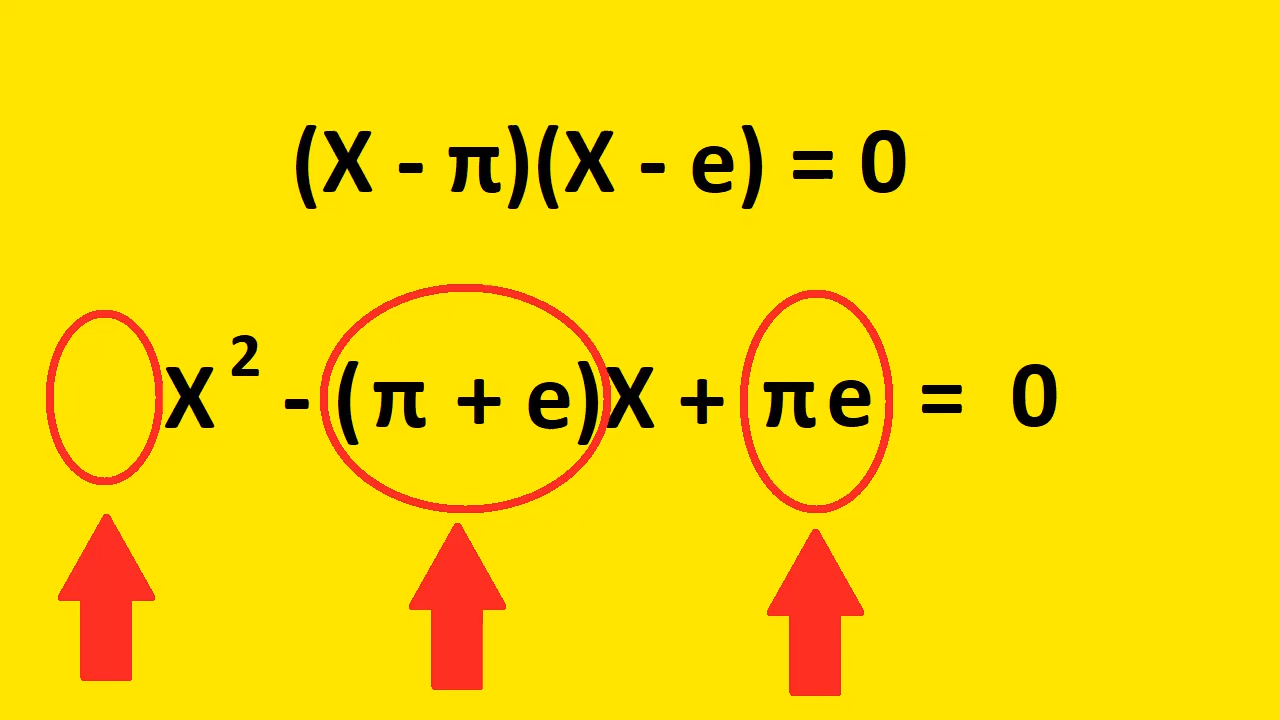 (X - π)(X - e) = 0
X² - (π + e)X + πe = 0